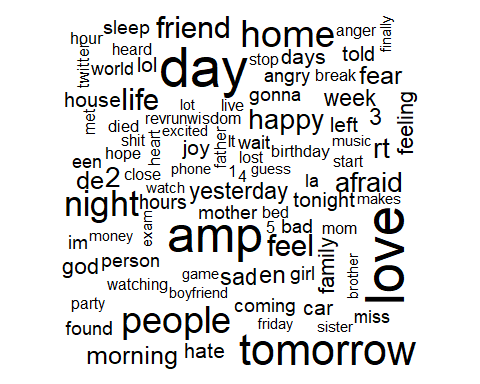 hour sleep friend home anger finally
twitter heard day stop days told
world lol angry break fear
house life lot live gonna week feeling
met died revrunwisdom happy left 3
shit excited father lt wait music rt
een hope heart joy lost birthday start
de 2 close phone 1 4 guess la afraid
night hours watch yesterday tonight makes
mother bed
im money exam amp 5 bad mom love
god person feel family brother
watching game sad en girl
party boyfriend coming car miss
found people friday sister
morning hate tomorrow